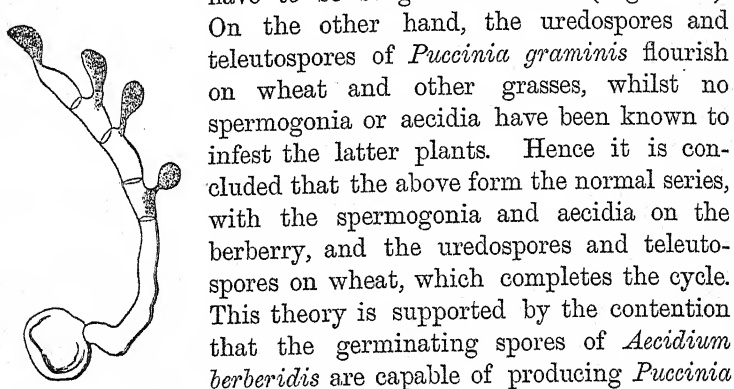 On the other hand, the uredospores and
teleutospores of Puccinia graminis flourish
on wheat and other grasses, whilst no
spermogonia or aecidia have been known to
infest the latter plants. Hence it is con-
cluded that the above form the normal series,
with the spermogonia and aecidia on the
berberry, and the uredospores and teleuto-
spores on wheat, which completes the cycle.
This theory is supported by the contention
that the germinating spores of Aecidium
berberidis are capable of producing Puccinia